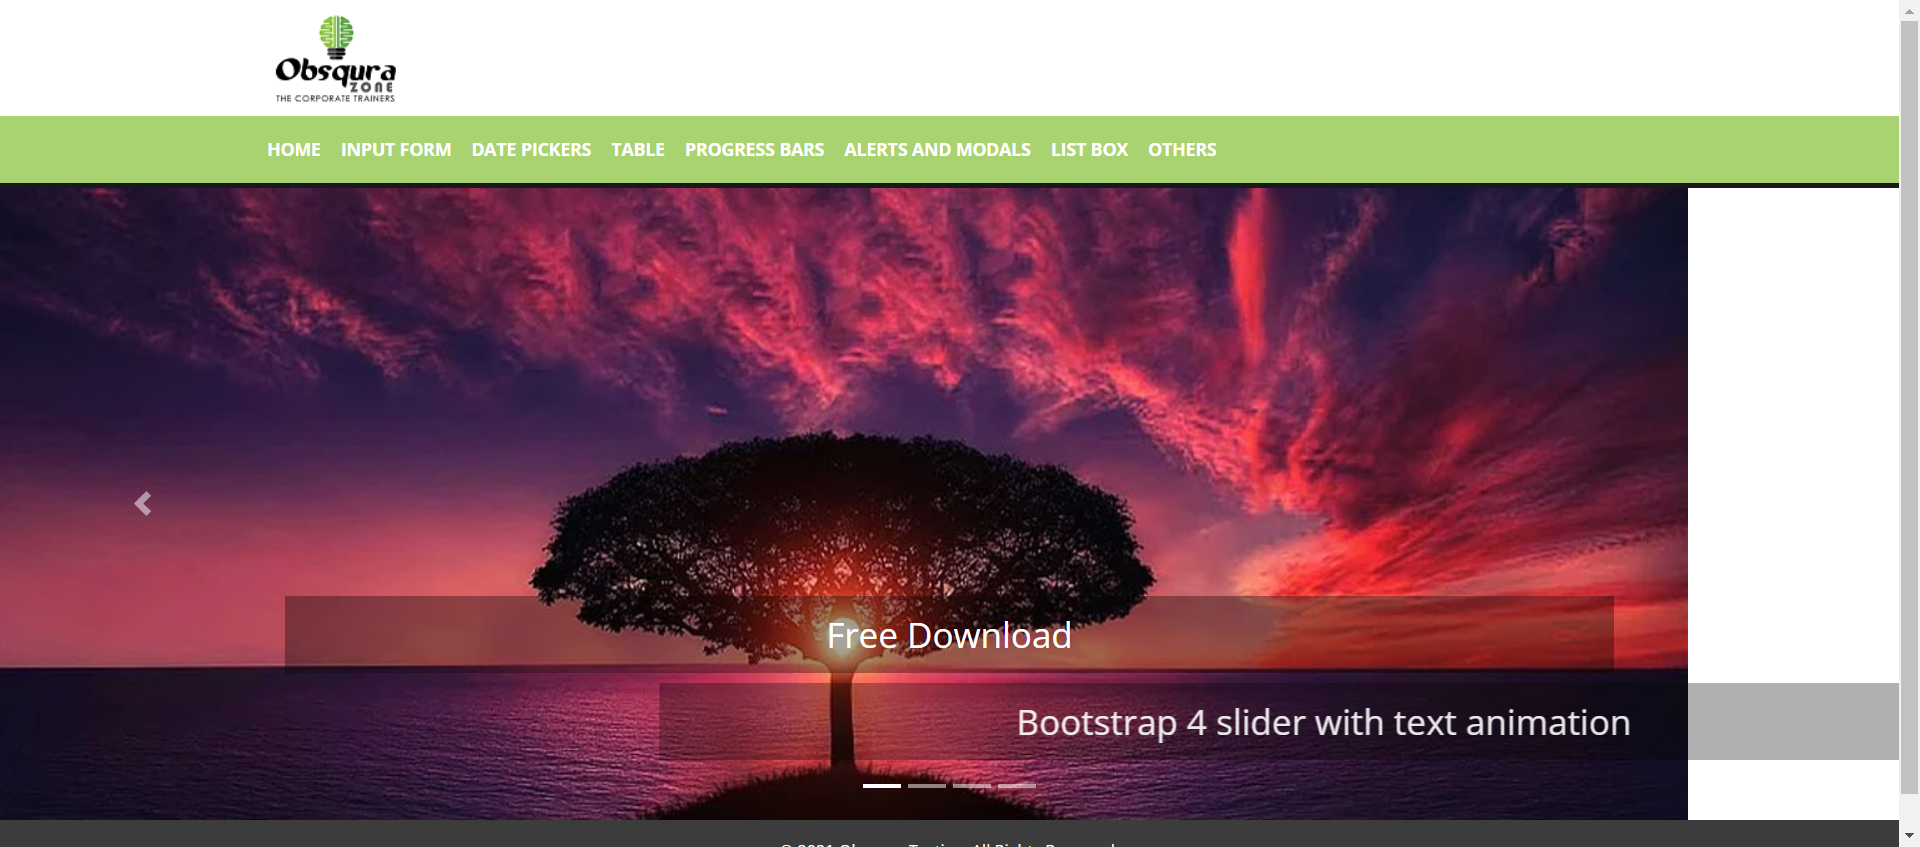 Obsqura
ZONE
THE CORPORATE TRAINERS
HOME INPUT FORM DATE PICKERS TABLE PROGRESS BARS ALERTS AND MODALS LIST BOX OTHERS
Free Download
Bootstrap 4 slider with text animation